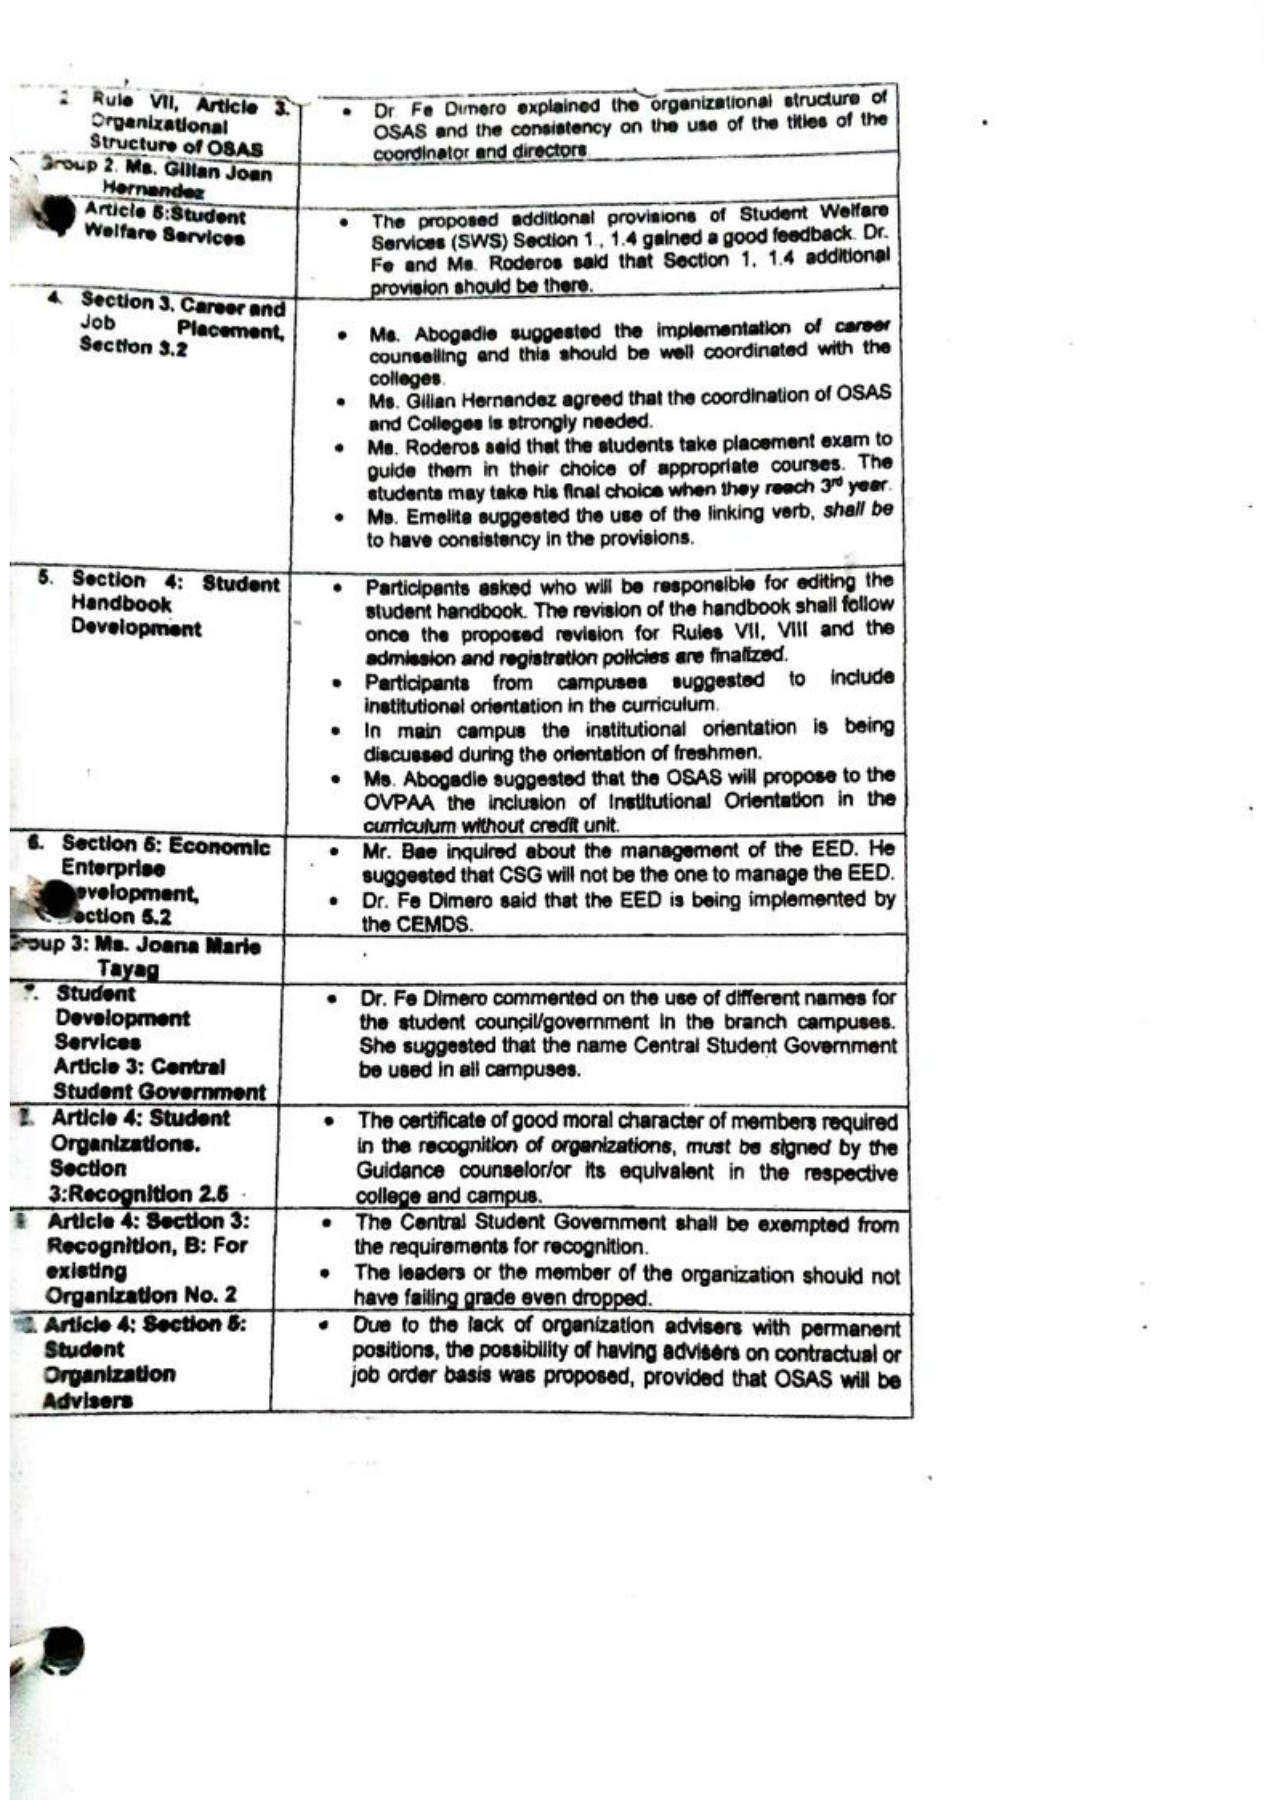 2. Rule VII, Article 3.
Organizational
Structure of OSAS
• Dr. Fe Dimero explained the organizational structure of
OSAS and the consistency on the use of the titles of the
coordinator and directors.
Group 2. Ms. Gilian Joan
Hernandez
Article 5:Student
Welfare Services
• The proposed additional provisions of Student Welfare
Services (SWS) Section 1., 1.4 gained a good feedback. Dr.
Fe and Ms. Roderos said that Section 1, 1.4 additional
provision should be there.
4. Section 3, Career and
Job Placement,
Section 3.2
• Ms. Abogadie suggested the implementation of career
counselling and this should be well coordinated with the
colleges.
• Ms. Gilian Hernandez agreed that the coordination of OSAS
and Colleges is strongly needed.
• Ms. Roderos said that the students take placement exam to
guide them in their choice of appropriate courses. The
students may take his final choice when they reach 3rd year.
• Ms. Emelita suggested the use of the linking verb, shall be
to have consistency in the provisions.
5. Section 4: Student
Handbook
Development
• Participants asked who will be responsible for editing the
student handbook. The revision of the handbook shall follow
once the proposed revision for Rules VII, VIII and the
admission and registration policies are finalized.
• Participants from campuses suggested to include
institutional orientation in the curriculum.
• In main campus the institutional orientation is being
discussed during the orientation of freshmen.
• Ms. Abogadie suggested that the OSAS will propose to the
OVPAA the inclusion of Institutional Orientation in the
curriculum without credit unit.
6. Section 5: Economic
Enterprise
evelopment,
ection 5.2
• Mr. Bae inquired about the management of the EED. He
suggested that CSG will not be the one to manage the EED.
• Dr. Fe Dimero said that the EED is being implemented by
the CEMDS.
Group 3: Ms. Joana Marie
Tayag
7. Student
Development
Services
Article 3: Central
Student Government
• Dr. Fe Dimero commented on the use of different names for
the student council/government in the branch campuses.
She suggested that the name Central Student Government
be used in all campuses.
Article 4: Student
Organizations.
Section
3:Recognition 2.5
• The certificate of good moral character of members required
in the recognition of organizations, must be signed by the
Guidance counselor/or its equivalent in the respective
college and campus.
Article 4: Section 3:
Recognition, B: For
existing
Organization No. 2
• The Central Student Government shall be exempted from
the requirements for recognition.
• The leaders or the member of the organization should not
have failing grade even dropped.
Article 4: Section 5:
Student
Organization
Advisers
• Due to the lack of organization advisers with permanent
positions, the possibility of having advisers on contractual or
job order basis was proposed, provided that OSAS will be